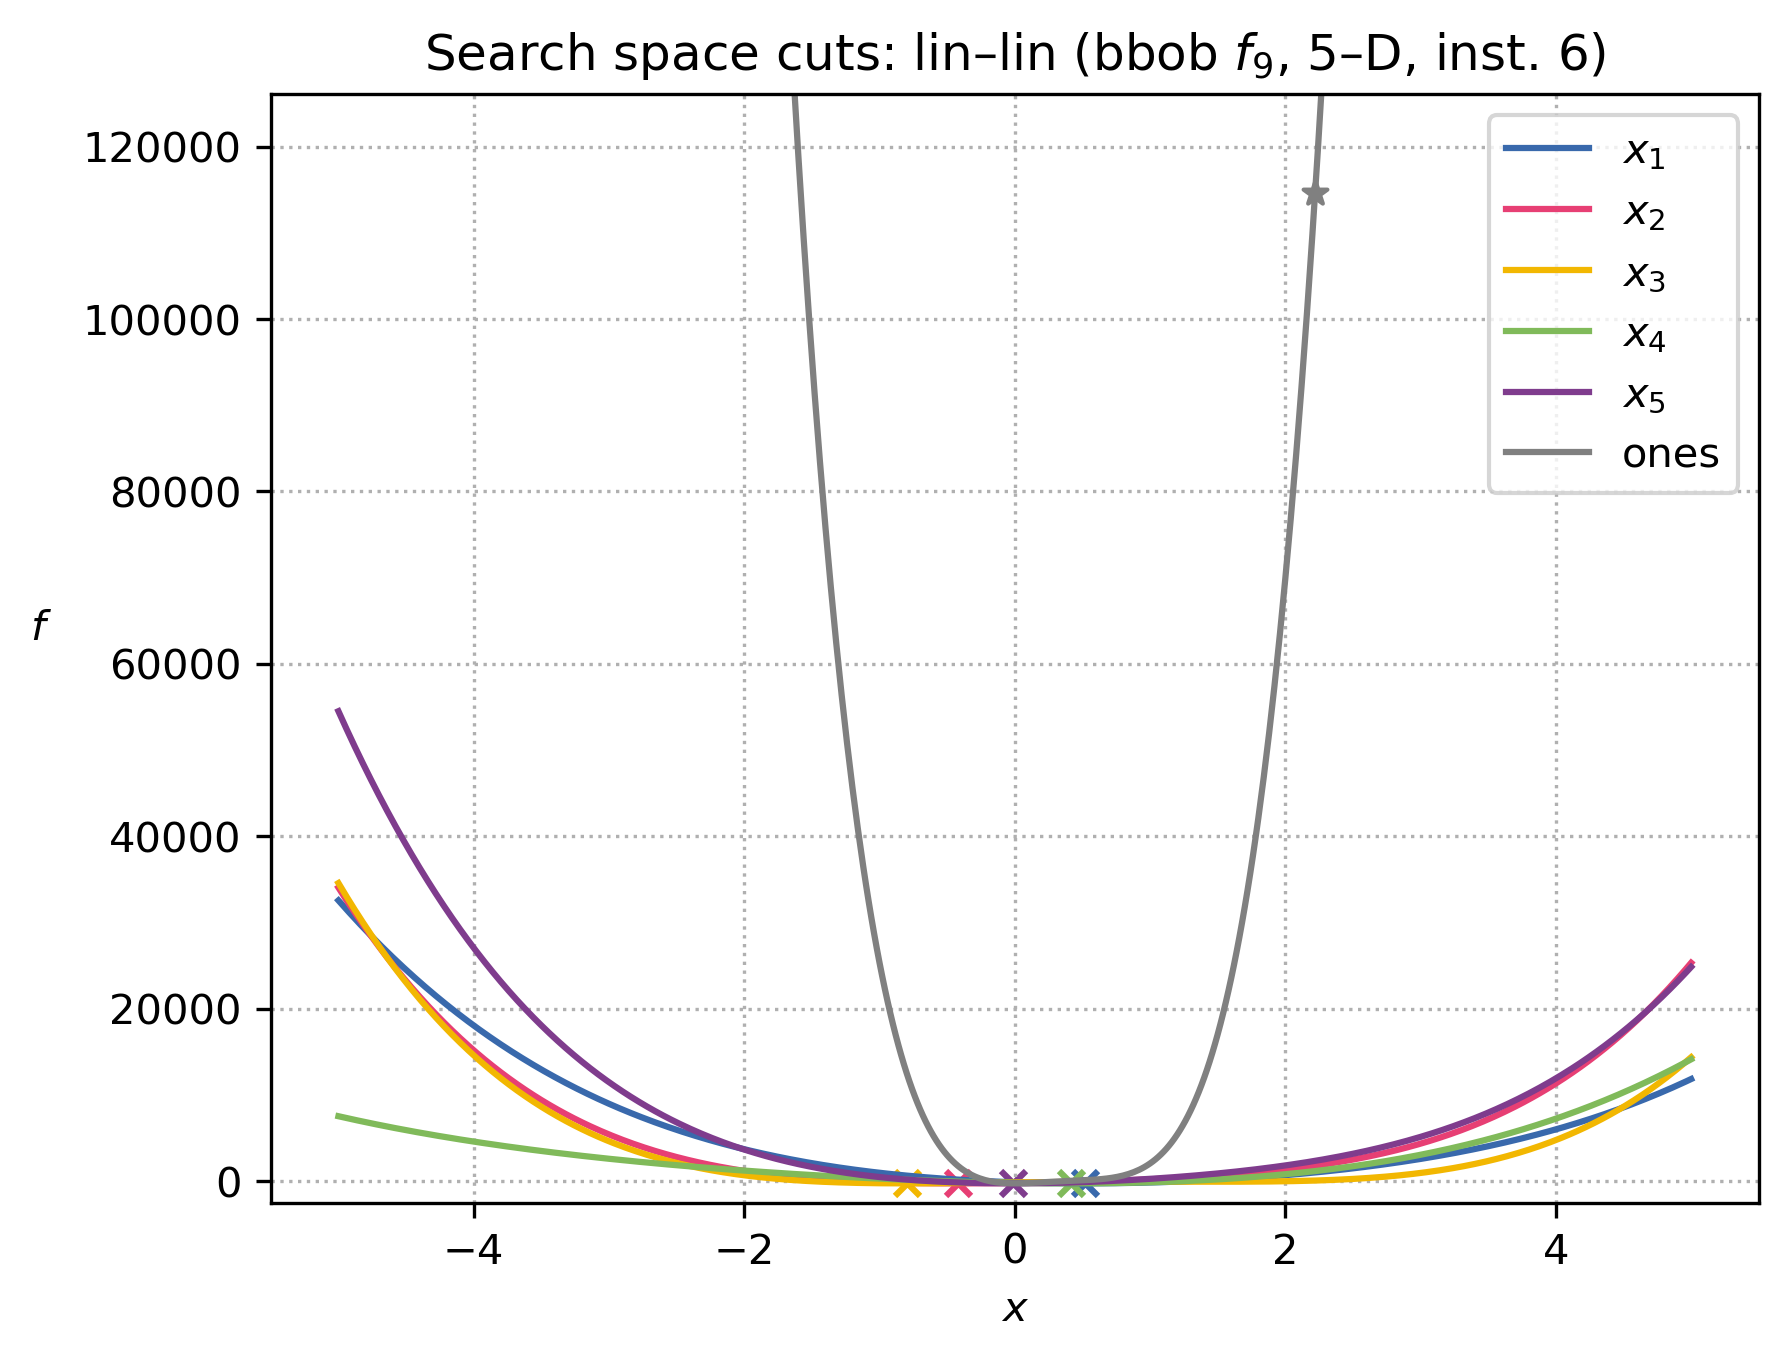 Search space cuts: lin–lin (bbob f₉, 5–D, inst. 6)
120000
100000
80000
60000
40000
20000
0
f
−4
−2
0
2
4
x
x₁
x₂
x₃
x₄
x₅
ones